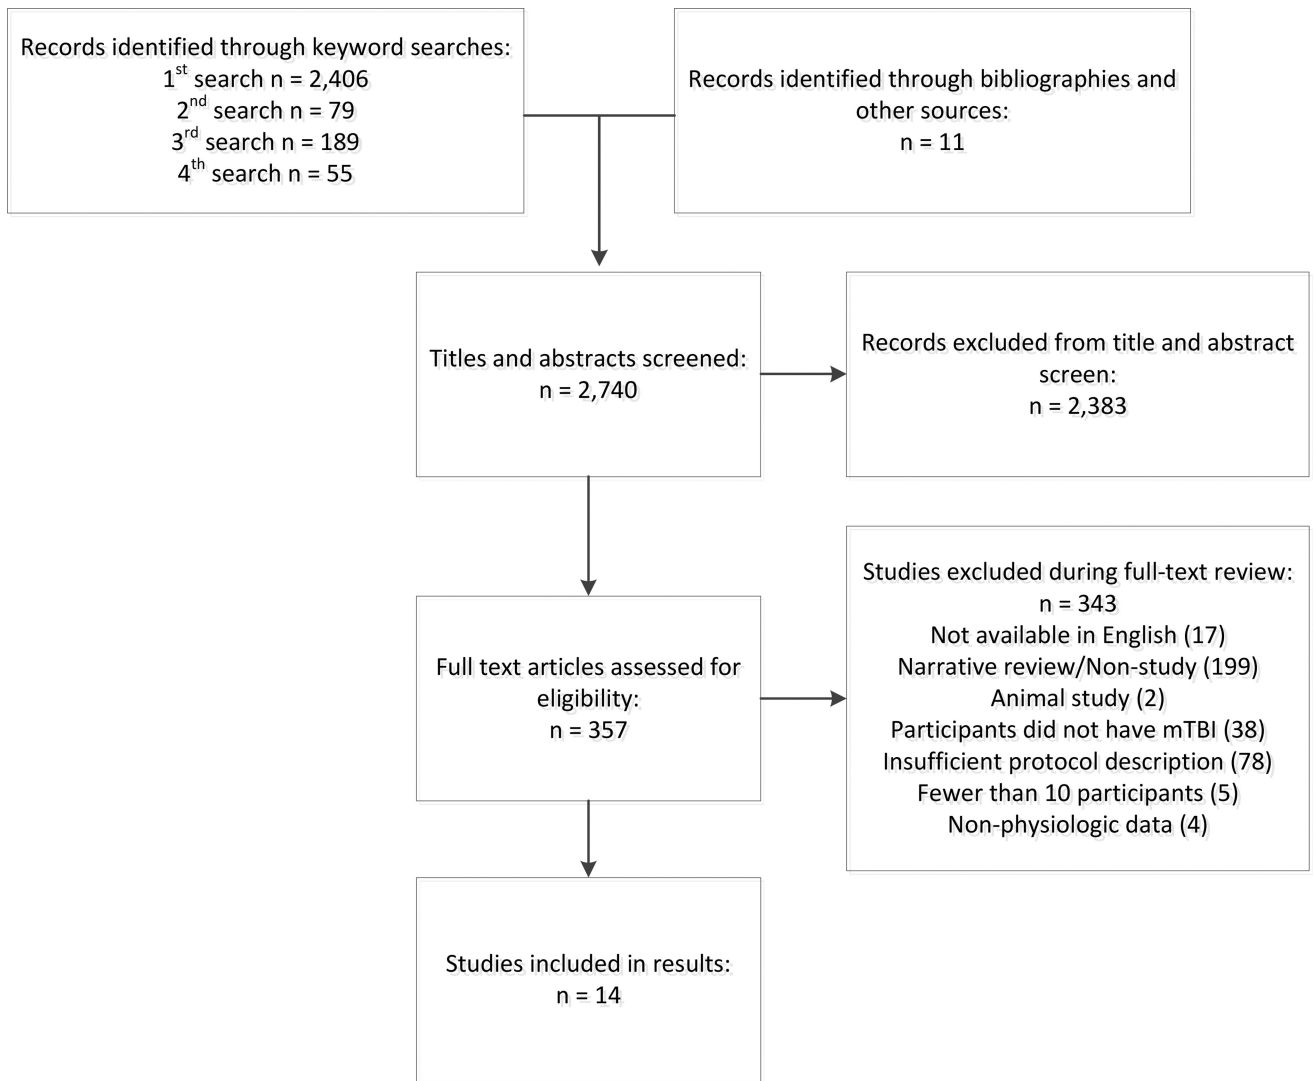 Records identified through keyword searches:
1st search n = 2,406
2nd search n = 79
3rd search n = 189
4th search n = 55
Records identified through bibliographies and
other sources:
n = 11
Titles and abstracts screened:
n = 2,740
Records excluded from title and abstract
screen:
n = 2,383
Full text articles assessed for
eligibility:
n = 357
Studies excluded during full-text review:
n = 343
Not available in English (17)
Narrative review/Non-study (199)
Animal study (2)
Participants did not have mTBI (38)
Insufficient protocol description (78)
Fewer than 10 participants (5)
Non-physiologic data (4)
Studies included in results:
n = 14